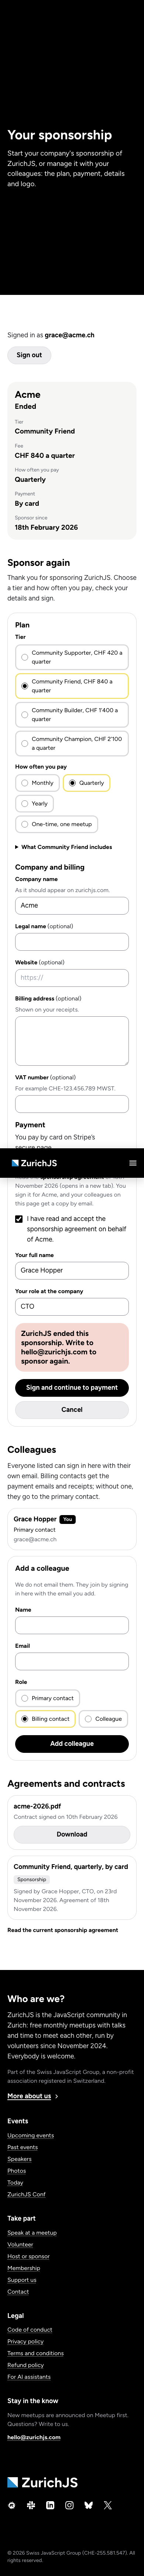 Your sponsorship
Start your company's sponsorship of
ZurichJS, or manage it with your
colleagues: the plan, payment, details
and logo.
Signed in as grace@acme.ch
Sign out
Acme
Ended
Tier
Community Friend
Fee
CHF 840 a quarter
How often you pay
Quarterly
Payment
By card
Sponsor since
18th February 2026
Sponsor again
Thank you for sponsoring ZurichJS. Choose
a plan and how often you pay, check your
details and sign.
Plan
Tier
Community Supporter, CHF 420 a
quarter
Community Friend, CHF 840 a
quarter
Community Builder, CHF 1'400 a
quarter
Community Champion, CHF 2'100
a quarter
How often you pay
Monthly
Quarterly
Yearly
One-time, one meetup
What Community Friend includes
Company and billing
Company name
As it should appear on zurichjs.com.
Acme
Legal name (optional)
Website (optional)
https://
Billing address (optional)
Shown on your receipts.
VAT number (optional)
For example CHE-123.456.789 MWST.
Payment
You pay by card on Stripe's
ZurichJS
November 2026 (opens in a new tab). You
sign it for Acme, and your colleagues on
this page get a copy by email.
I have read and accept the
sponsorship agreement on behalf
of Acme.
Your full name
Grace Hopper
Your role at the company
CTO
ZurichJS ended this
sponsorship. Write to
hello@zurichjs.com to
sponsor again.
Sign and continue to payment
Cancel
Colleagues
Everyone listed can sign in here with their
own email. Billing contacts get the
payment emails and receipts; without one,
they go to the primary contact.
Grace Hopper You
Primary contact
grace@acme.ch
Add a colleague
We do not email them. They join by signing
in here with the email you add.
Name
Email
Role
Primary contact
Billing contact
Colleague
Add colleague
Agreements and contracts
acme-2026.pdf
Contract signed on 10th February 2026.
Download
Community Friend, quarterly, by card
Sponsorship
Signed by Grace Hopper, CTO, on 23rd
November 2026. Agreement of 18th
November 2026.
Read the current sponsorship agreement
Who are we?
ZurichJS is the JavaScript community in
Zurich: free monthly meetups with talks
and time to meet each other, run by
volunteers since November 2024.
Everybody is welcome.
Part of the Swiss JavaScript Group, a non-profit
association registered in Switzerland.
More about us
Events
Upcoming events
Past events
Speakers
Photos
Today
ZurichJS Conf
Take part
Speak at a meetup
Volunteer
Host or sponsor
Membership
Support us
Contact
Legal
Code of conduct
Privacy policy
Terms and conditions
Refund policy
For AI assistants
Stay in the know
New meetups are announced on Meetup first.
Questions? Write to us.
hello@zurichjs.com
ZurichJS
© 2026 Swiss JavaScript Group (CHE-255.581.547). All
rights reserved.